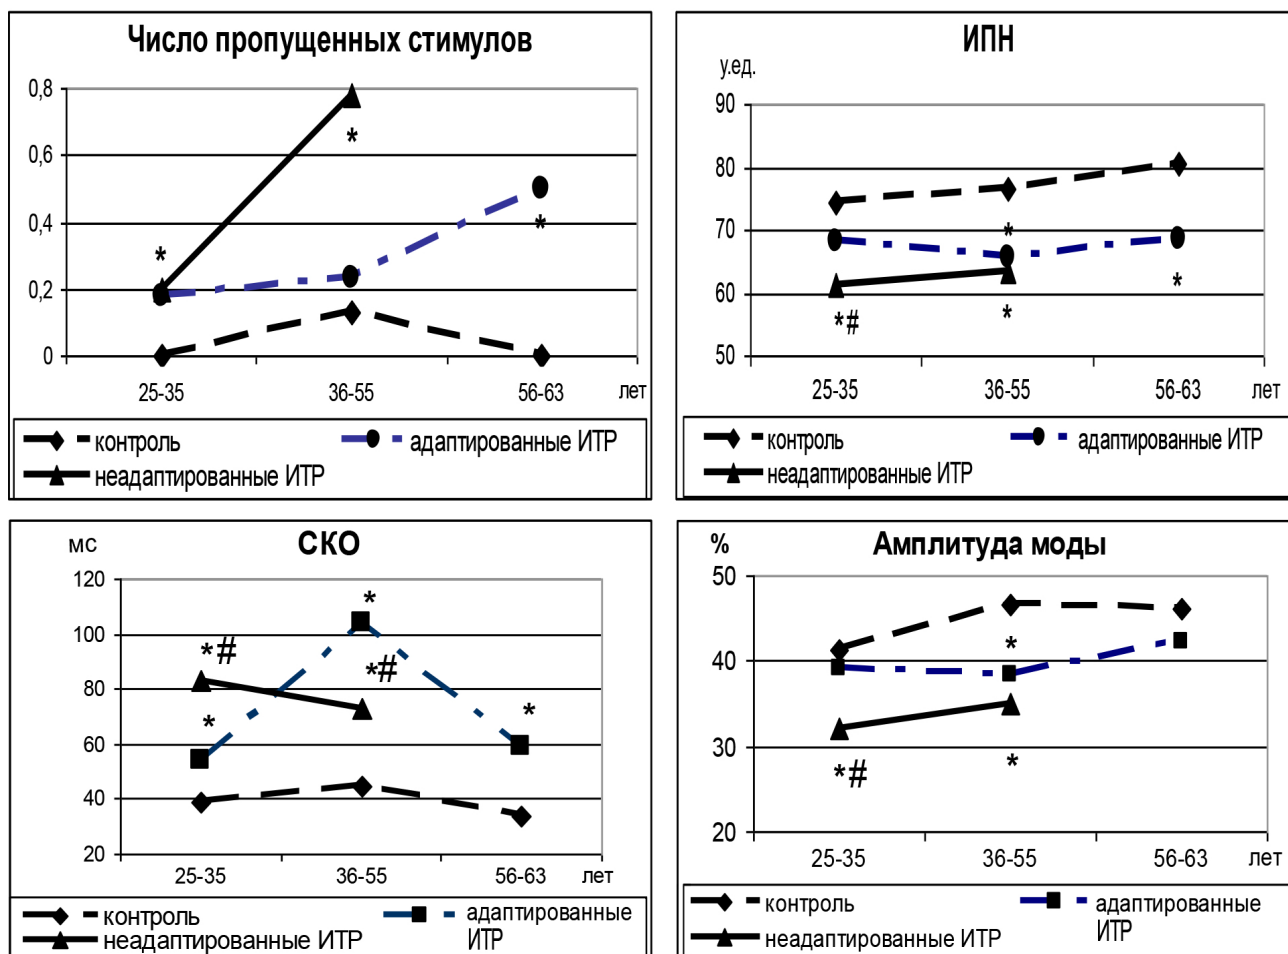 Число пропущенных стимулов
0,8
*
0,6
*
0,4
*
0,2
0
25-35 36-55 56-63 лет
контроль адаптированные ИТР
неадаптированные ИТР
ИПН
у.ед.
90
80
70
*
60
*
*# *
50
25-35 36-55 56-63 лет
контроль адаптированные ИТР
неадаптированные ИТР
СКО
мс
120
*
100
*# *#
80
* *
60
40
20
25-35 36-55 56-63 лет
контроль адаптированные
ИТР
неадаптированные ИТР
Амплитуда моды
%
50
*
40
30
*# *
20
25-35 36-55 56-63 лет
контроль адаптированные
ИТР
неадаптированные ИТР